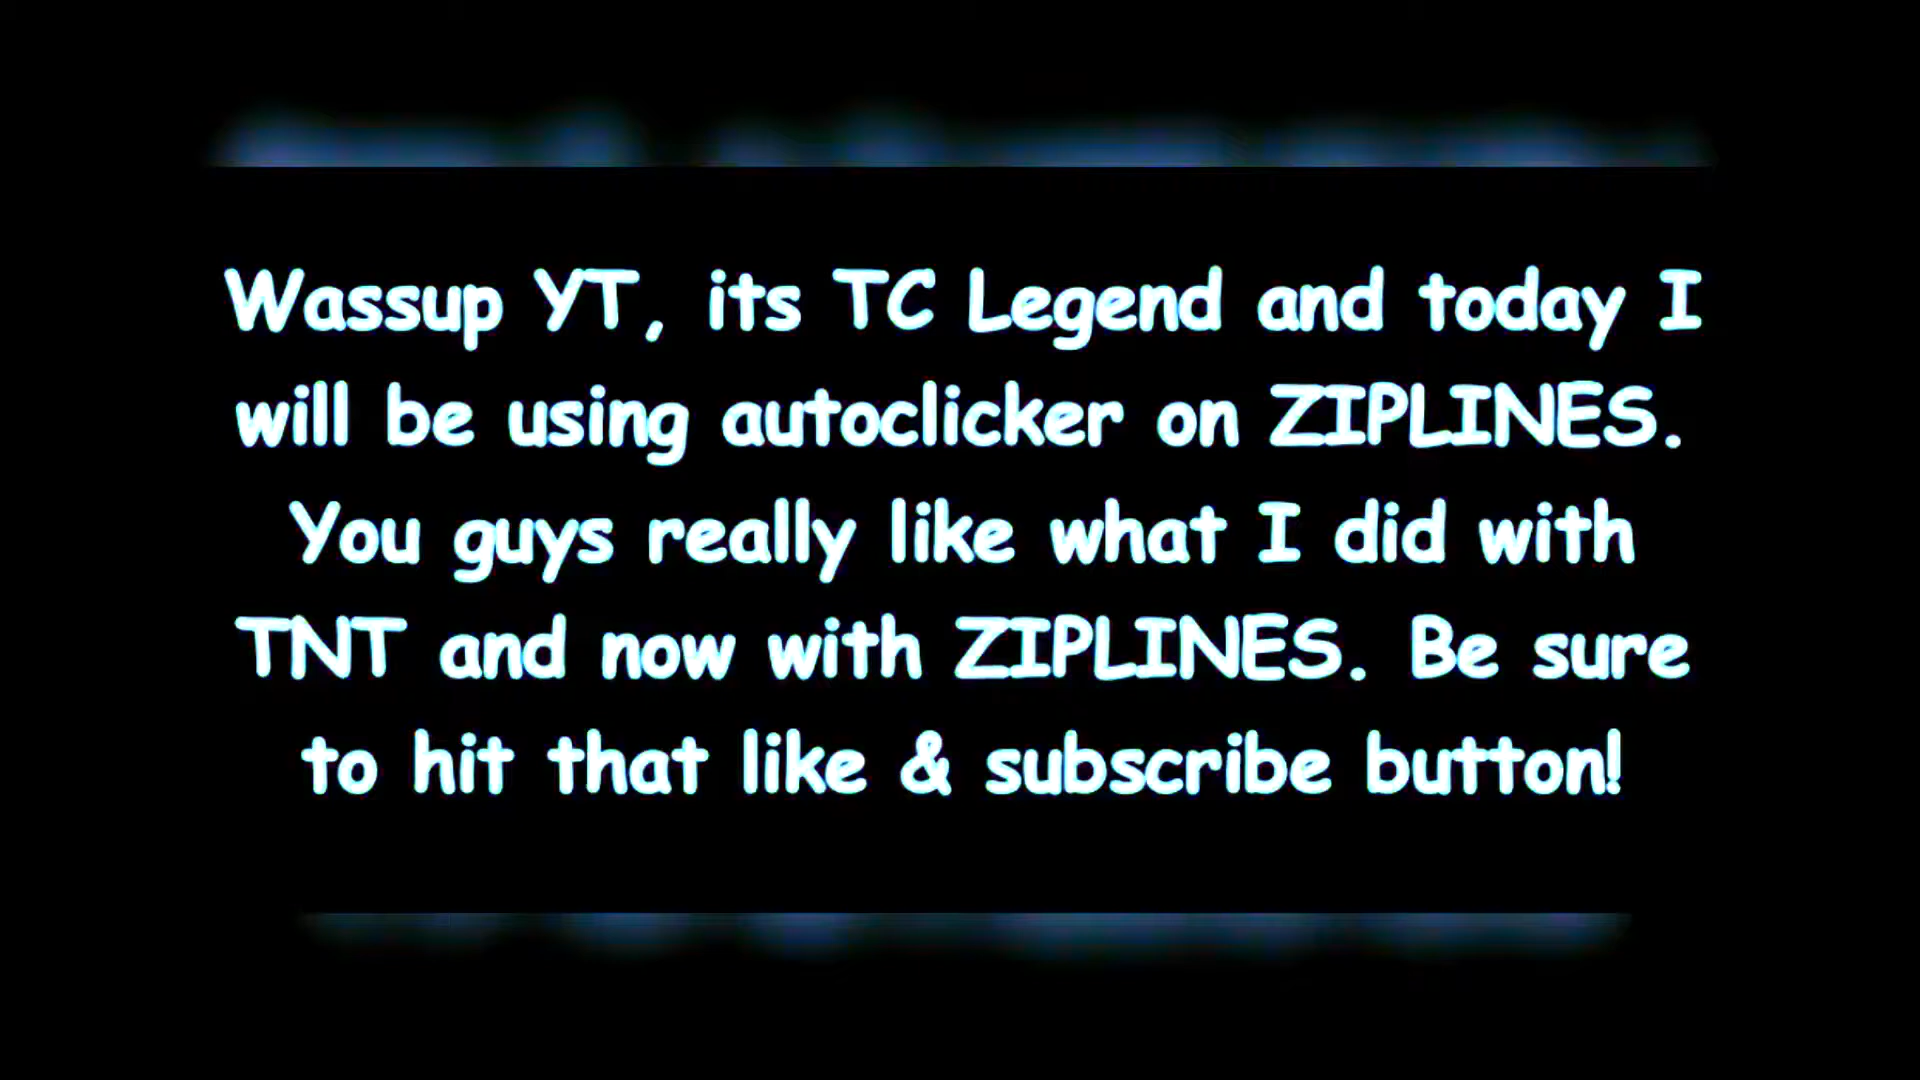 Wassup YT, its TC Legend and today I
will be using autoclicker on ZIPLINES.
You guys really like what I did with
TNT and now with ZIPLINES. Be sure
to hit that like & subscribe button!